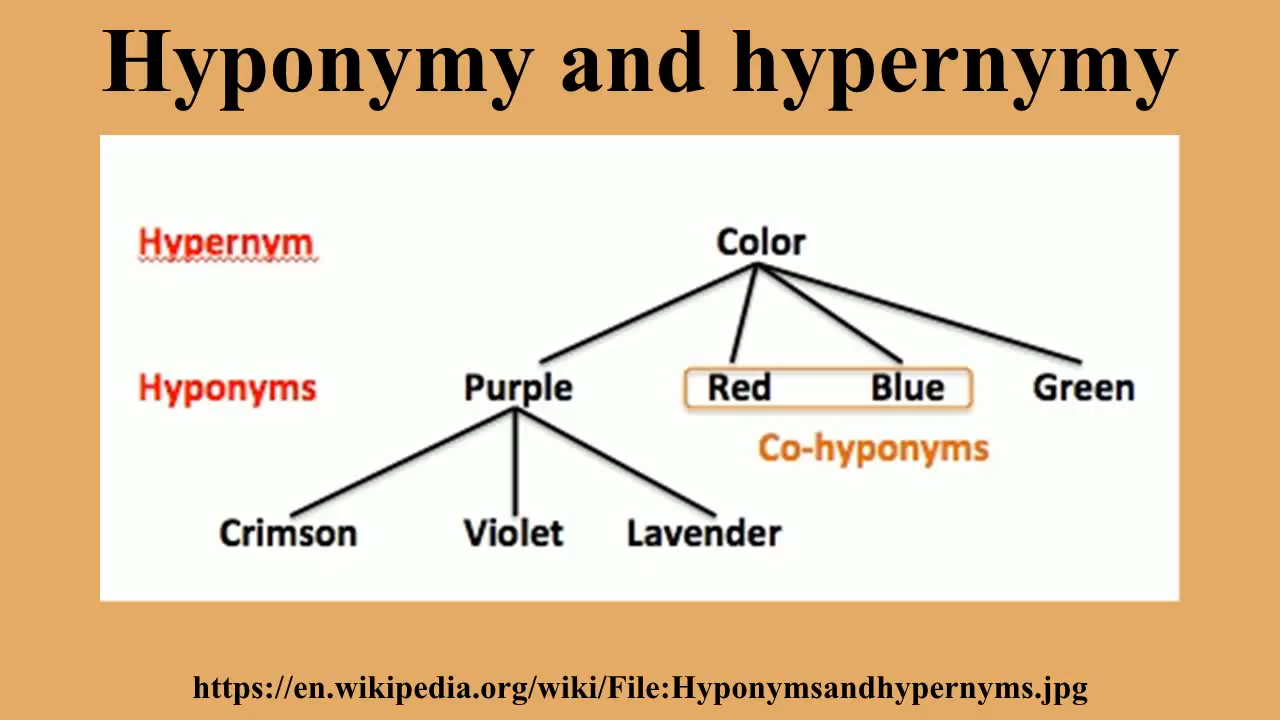 Hyponymy and hypernymy
Hypernym Color
Hyponyms Purple Red Blue Green
Co-hyponyms
Crimson Violet Lavender
https://en.wikipedia.org/wiki/File:Hyponymsandhypernyms.jpg